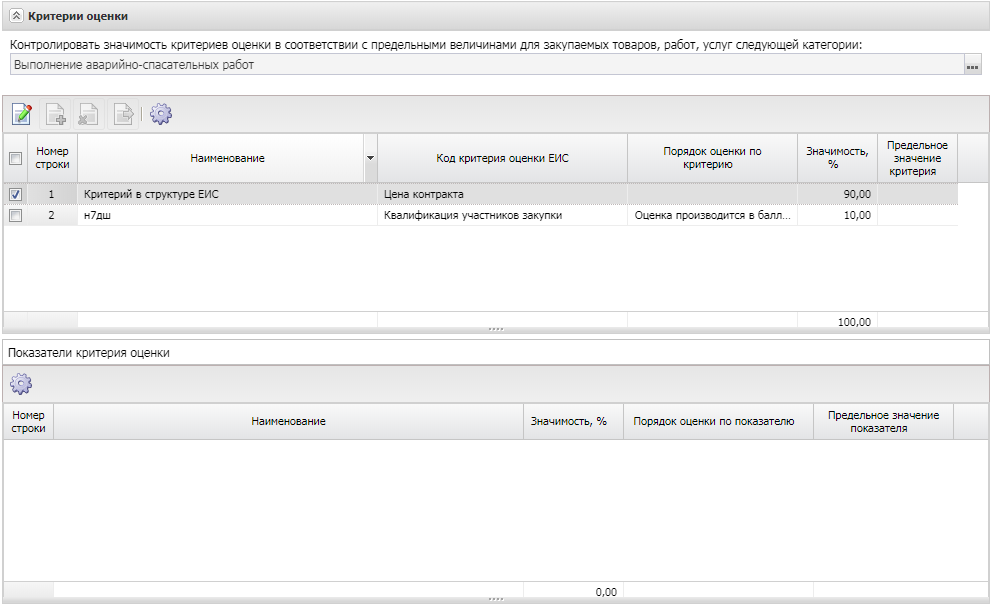 Критерии оценки
Контролировать значимость критериев оценки в соответствии с предельными величинами для закупаемых товаров, работ, услуг следующей категории:
Выполнение аварийно-спасательных работ
Номер строки Наименование Код критерия оценки ЕИС Порядок оценки по критерию Значимость, % Предельное значение критерия
1 Критерий в структуре ЕИС Цена контракта 90,00
2 н7дш Квалификация участников закупки Оценка производится в балл... 10,00
100,00
Показатели критерия оценки
Номер строки Наименование Значимость, % Порядок оценки по показателю Предельное значение показателя
0,00